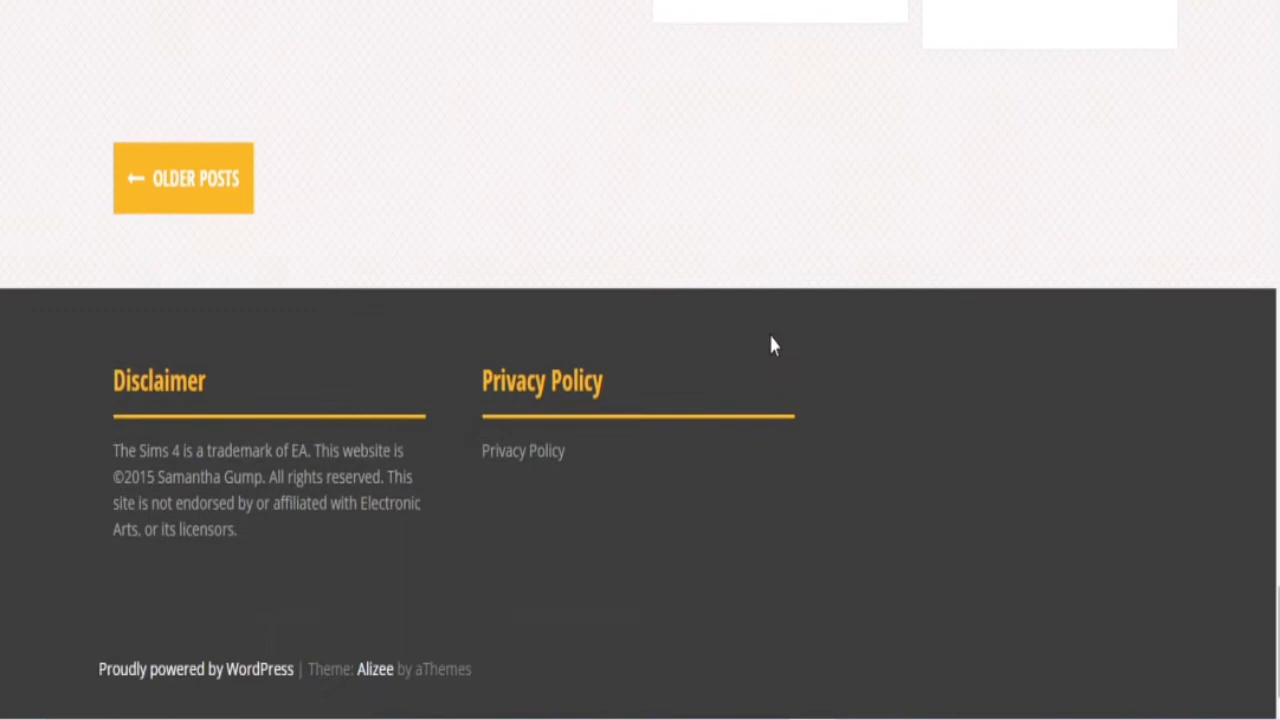 OLDER POSTS
Disclaimer
The Sims 4 is a trademark of EA. This website is
©2015 Samantha Gump. All rights reserved. This
site is not endorsed by or affiliated with Electronic
Arts, or its licensors.
Privacy Policy
Privacy Policy
Proudly powered by WordPress | Theme: Alizee by aThemes